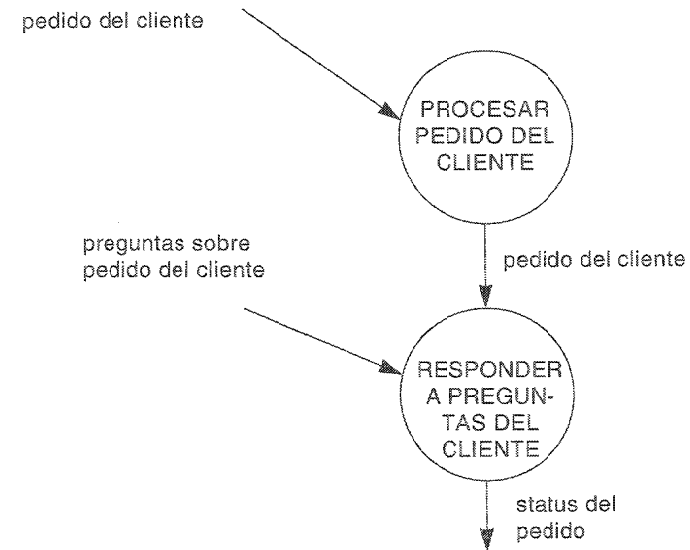 pedido del cliente
PROCESAR
PEDIDO DEL
CLIENTE
preguntas sobre
pedido del cliente
pedido del cliente
RESPONDER
A PREGUN-
TAS DEL
CLIENTE
status del
pedido